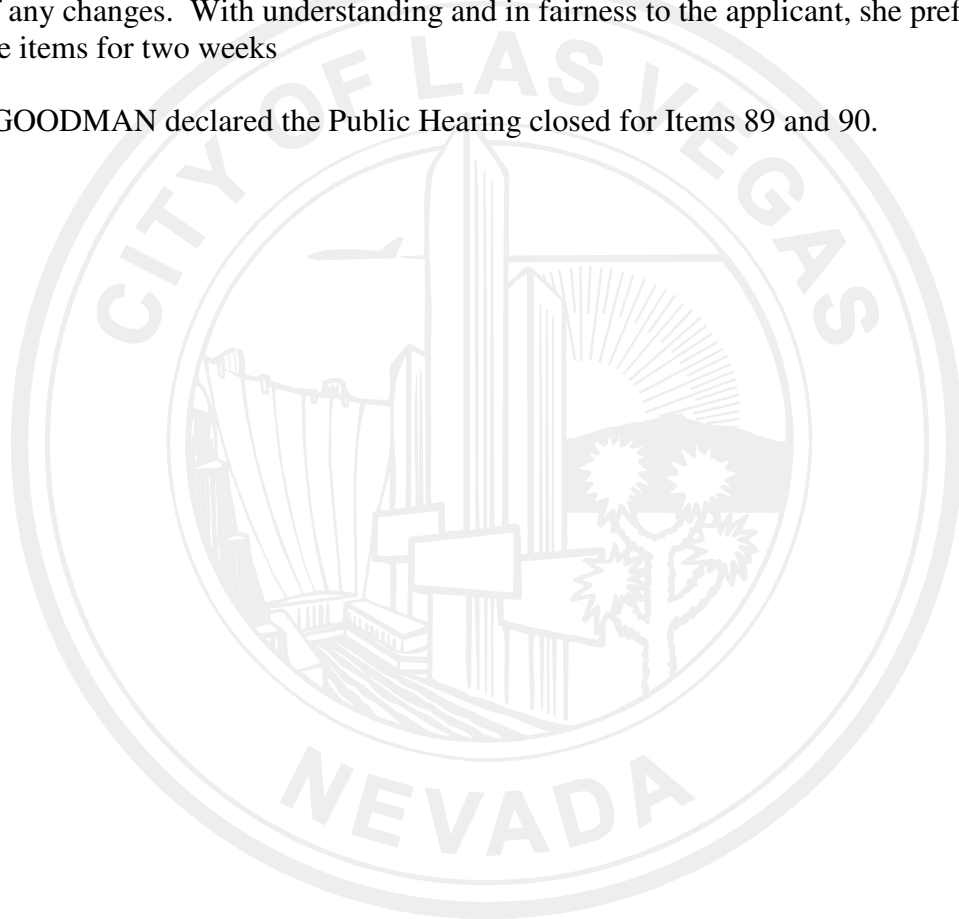 any changes. With understanding and in fairness to the applicant, she
items for two weeks
GOODMAN declared the Public Hearing closed for Items 89 and 90.
CITY OF LAS VEGAS
NEVADA